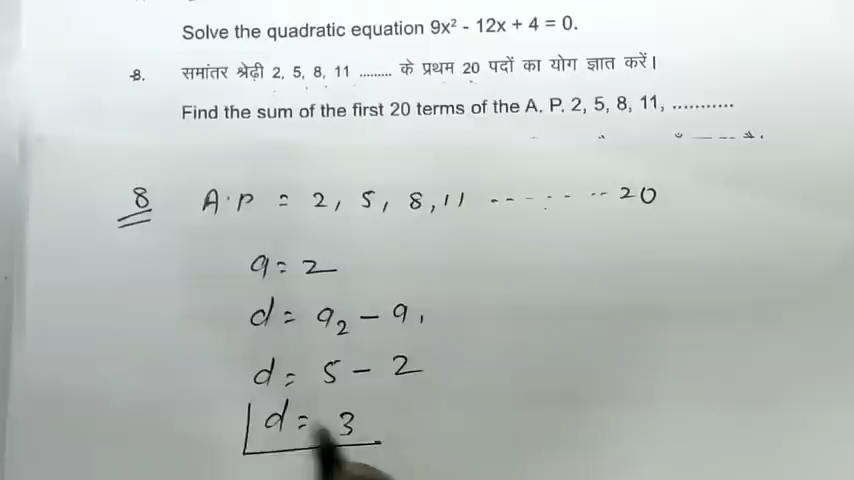 Solve the quadratic equation 9x² - 12x + 4 = 0.
8. समांतर श्रेढ़ी 2, 5, 8, 11 ......... के प्रथम 20 पदों का योग ज्ञात करें।
Find the sum of the first 20 terms of the A. P. 2, 5, 8, 11, ...........
8 A.P = 2, 5, 8, 11 --------- 20
a = 2
d = a₂ - a₁
d = 5 - 2
d = 3